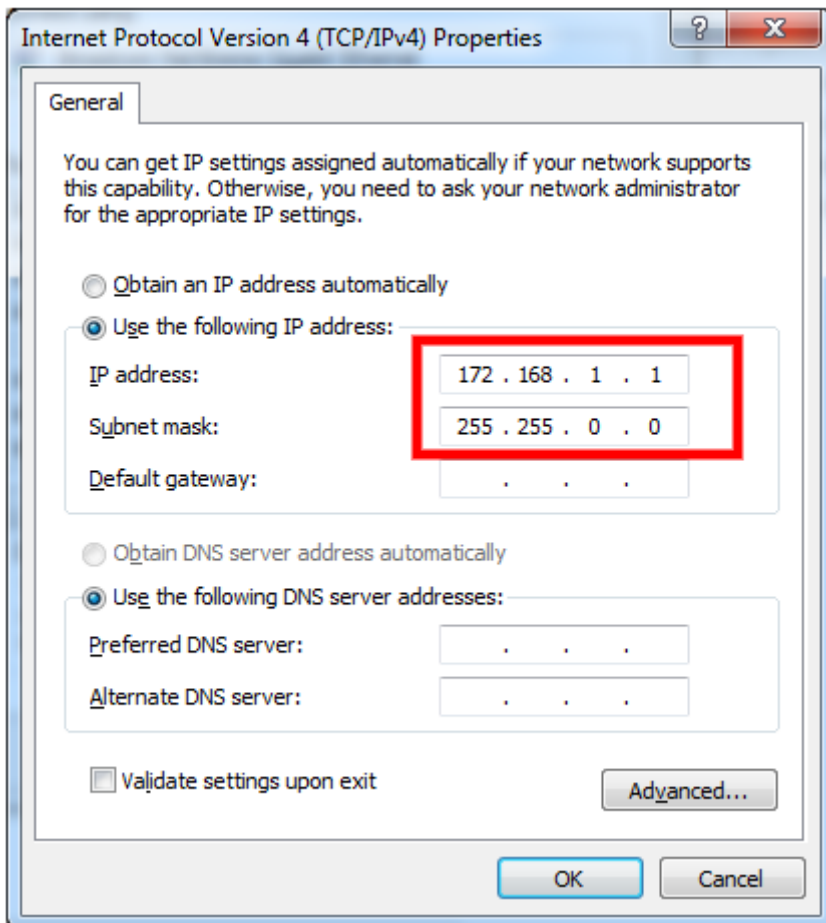 Internet Protocol Version 4 (TCP/IPv4) Properties
General
You can get IP settings assigned automatically if your network supports
this capability. Otherwise, you need to ask your network administrator
for the appropriate IP settings.
Obtain an IP address automatically
Use the following IP address:
IP address: 172 . 168 . 1 . 1
Subnet mask: 255 . 255 . 0 . 0
Default gateway: . . .
Obtain DNS server address automatically
Use the following DNS server addresses:
Preferred DNS server: . . .
Alternate DNS server: . . .
Validate settings upon exit
Advanced...
OK Cancel